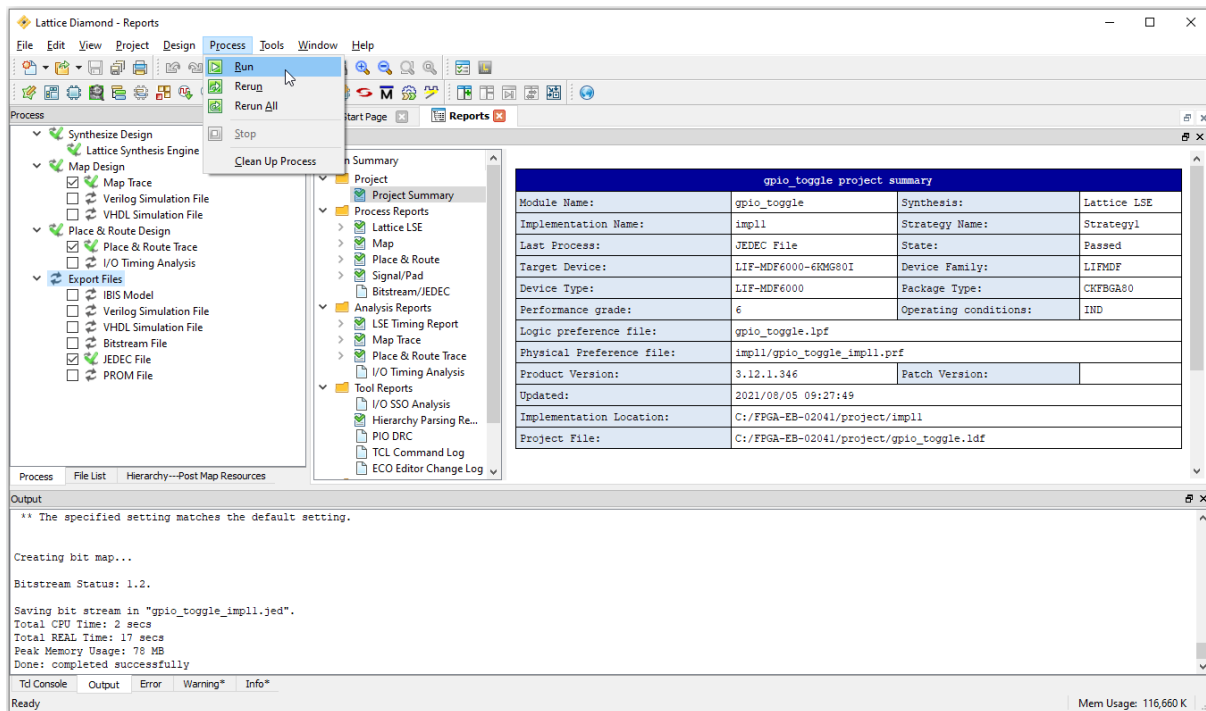 Lattice Diamond - Reports
File Edit View Project Design Process Tools Window Help
Run
Rerun
Rerun All
Stop
Clean Up Process
Process
Synthesize Design
Lattice Synthesis Engine
Map Design
Map Trace
Verilog Simulation File
VHDL Simulation File
Place & Route Design
Place & Route Trace
I/O Timing Analysis
Export Files
IBIS Model
Verilog Simulation File
VHDL Simulation File
Bitstream File
JEDEC File
PROM File
Process File List Hierarchy---Post Map Resources
Start Page Reports
Summary
Project
Project Summary
Process Reports
Lattice LSE
Map
Place & Route
Signal/Pad
Bitstream/JEDEC
Analysis Reports
LSE Timing Report
Map Trace
Place & Route Trace
I/O Timing Analysis
Tool Reports
I/O SSO Analysis
Hierarchy Parsing Re...
PIO DRC
TCL Command Log
ECO Editor Change Log
gpio_toggle project summary
Module Name: gpio_toggle Synthesis: Lattice LSE
Implementation Name: impl1 Strategy Name: Strategy1
Last Process: JEDEC File State: Passed
Target Device: LIF-MDF6000-6KMG80I Device Family: LIFMDF
Device Type: LIF-MDF6000 Package Type: CKFBGA80
Performance grade: 6 Operating conditions: IND
Logic preference file: gpio_toggle.lpf
Physical Preference file: impl1/gpio_toggle_impl1.prf
Product Version: 3.12.1.346 Patch Version:
Updated: 2021/08/05 09:27:49
Implementation Location: C:/FPGA-EB-02041/project/impl1
Project File: C:/FPGA-EB-02041/project/gpio_toggle.ldf
Output
** The specified setting matches the default setting.
Creating bit map...
Bitstream Status: 1.2.
Saving bit stream in "gpio_toggle_impl1.jed".
Total CPU Time: 2 secs
Total REAL Time: 17 secs
Peak Memory Usage: 78 MB
Done: completed successfully
Tcl Console Output Error Warning* Info*
Ready Mem Usage: 116,660 K